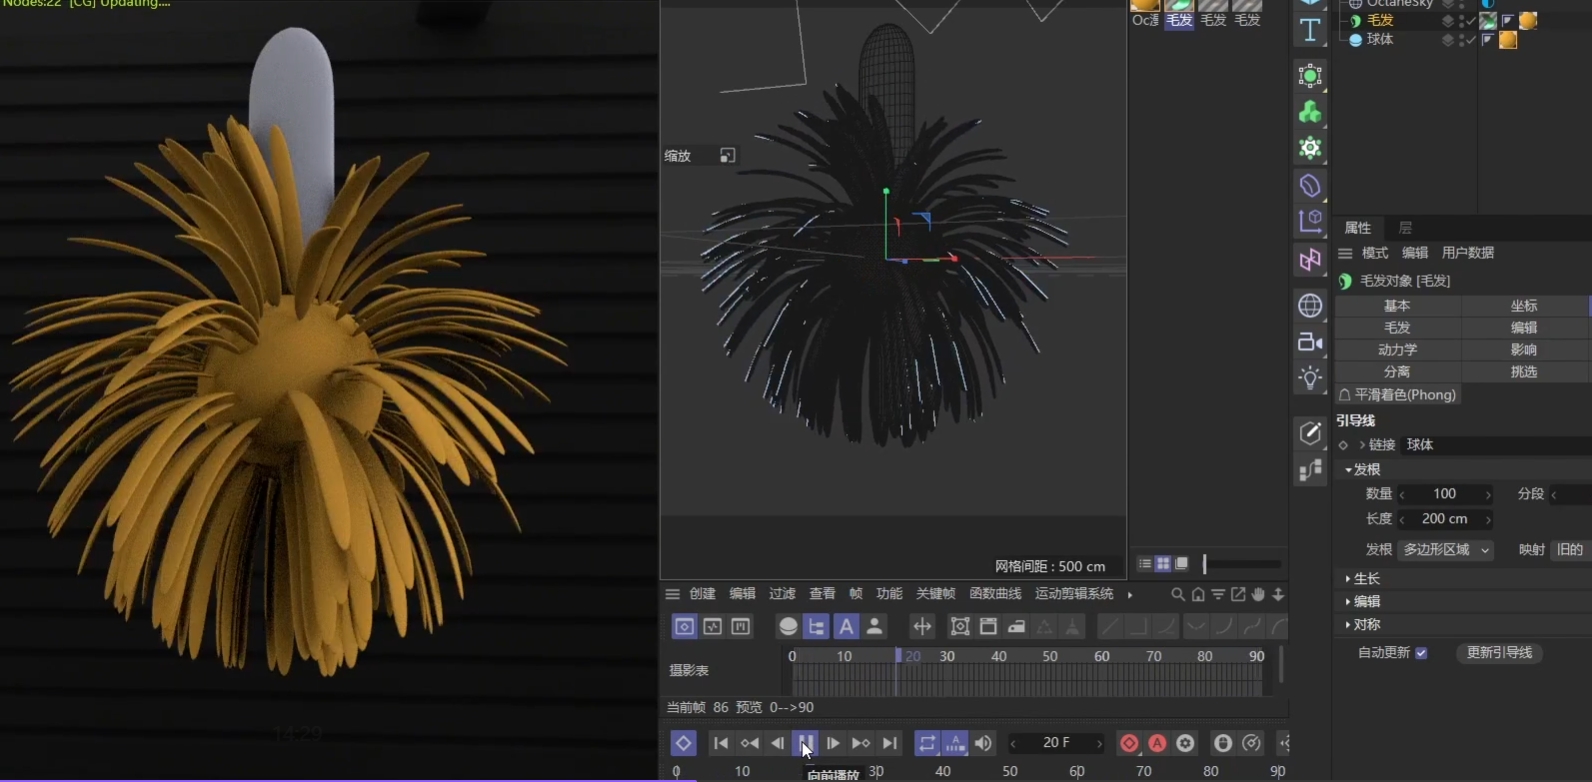 Nodes:22 [CG] Updating....
14:29
缩放
网格间距 : 500 cm
毛发 毛发 毛发
OctaneSky
毛发
球体
属性 层
模式 编辑 用户数据
毛发对象 [毛发]
基本 坐标
毛发 编辑
动力学 影响
分离 挑选
平滑着色(Phong)
引导线
链接 球体
发根
数量 100 分段
长度 200 cm
发根 多边形区域 映射 旧的
生长
编辑
对称
自动更新 更新引导线
创建 编辑 过滤 查看 帧 功能 关键帧 函数曲线 运动剪辑系统
0 10 20 30 40 50 60 70 80 90
摄影表
当前帧 86 预览 0-->90
20 F
向前播放
0 10 30 40 50 60 70 80 90